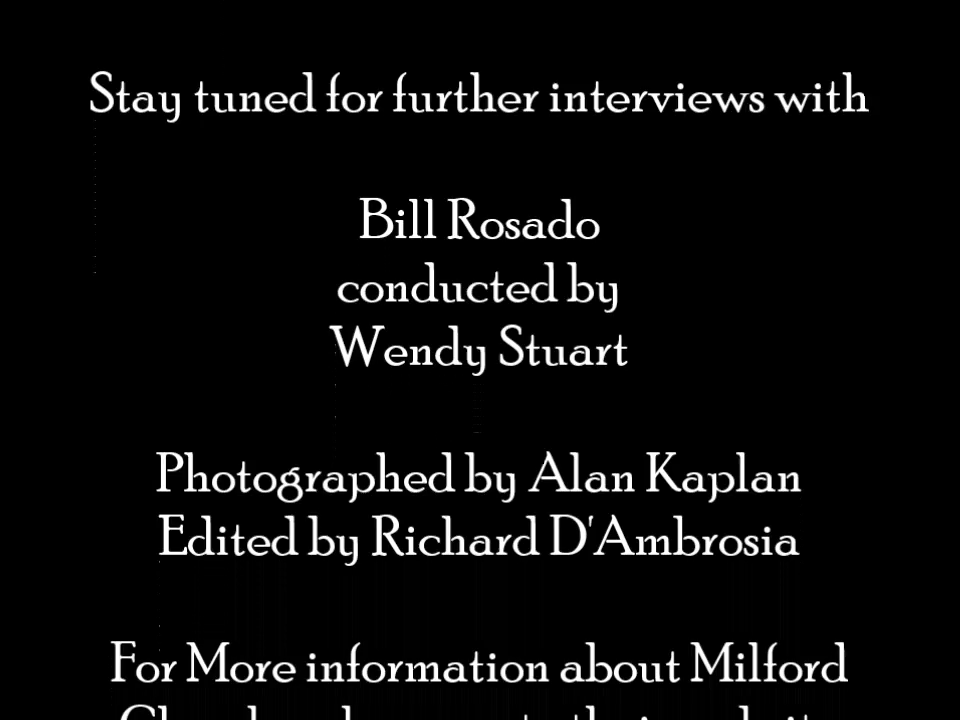 Stay tuned for further interviews with
Bill Rosado
conducted by
Wendy Stuart
Photographed by Alan Kaplan
Edited by Richard D'Ambrosia
For More information about Milford